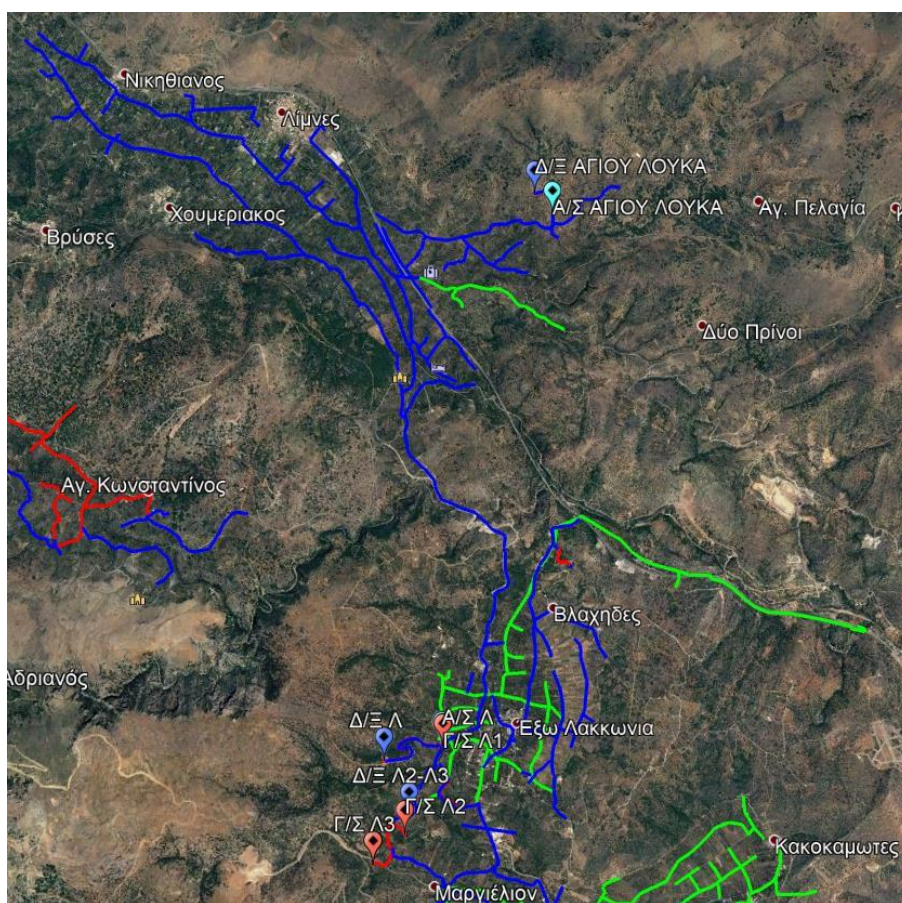 Νικηθιανος
Λίμνες
Δ/Ξ ΑΓΙΟΥ ΛΟΥΚΑ
Α/Σ ΑΓΙΟΥ ΛΟΥΚΑ
Αγ. Πελαγία
Χουμεριακος
Βρύσες
Δύο Πρίνοι
Αγ. Κωνσταντίνος
Βλαχηδες
Αδριανός
Δ/Ξ Λ
Α/Σ Λ
Γ/Σ Λ1
Εξω Λακκωνια
Δ/Ξ Λ2-Λ3
Γ/Σ Λ2
Γ/Σ Λ3
Κακοκαμωτες
Μαργιέλιον